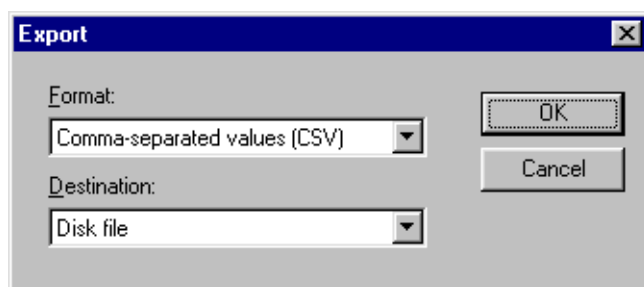 Export
Format:
Comma-separated values (CSV)
OK
Cancel
Destination:
Disk file